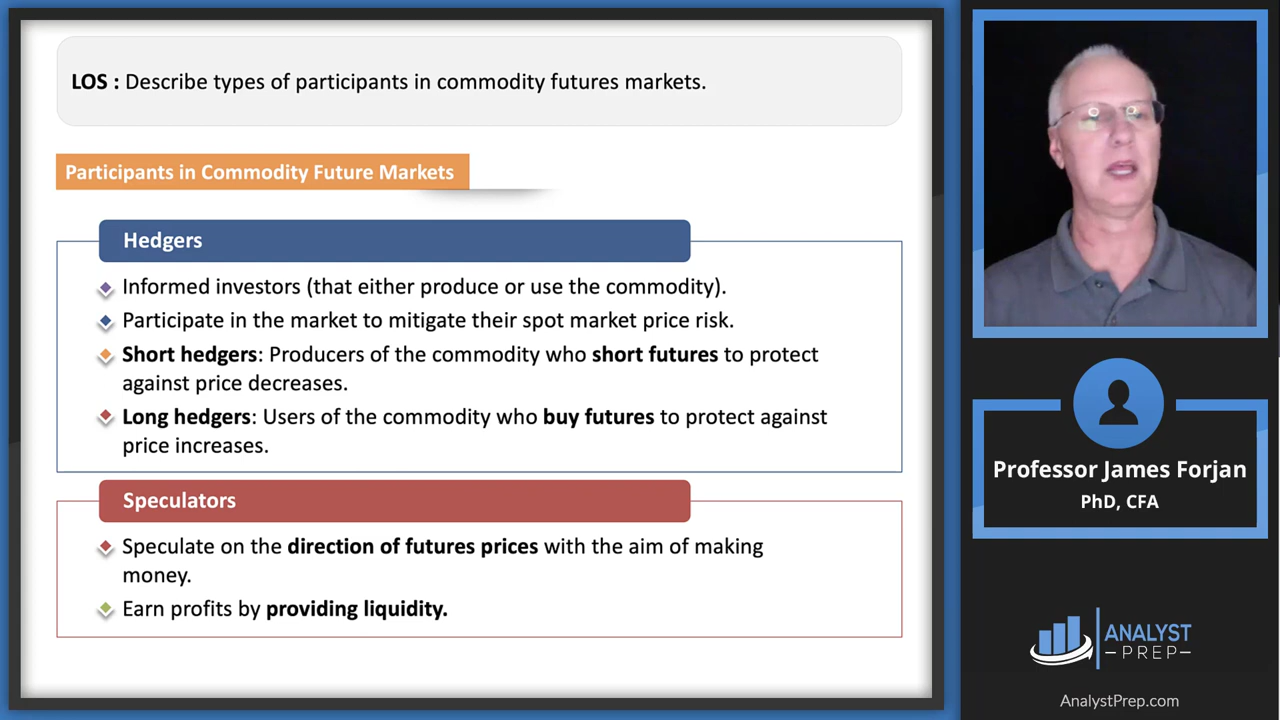 LOS : Describe types of participants in commodity futures markets.
Participants in Commodity Future Markets
Hedgers
Informed investors (that either produce or use the commodity).
Participate in the market to mitigate their spot market price risk.
Short hedgers: Producers of the commodity who short futures to protect
against price decreases.
Long hedgers: Users of the commodity who buy futures to protect against
price increases.
Speculators
Speculate on the direction of futures prices with the aim of making
money.
Earn profits by providing liquidity.
Professor James Forjan
PhD, CFA
ANALYST
–PREP–
AnalystPrep.com